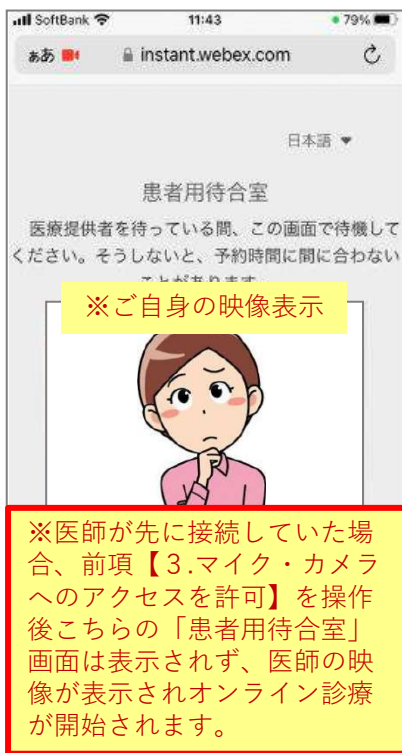 SoftBank 11:43 79%
ぁあ instant.webex.com
日本語 ▼
患者用待合室
医療提供者を待っている間、この画面で待機して
ください。そうしないと、予約時間に間に合わない
ことがあります
※ご自身の映像表示
※医師が先に接続していた場
合、前項【３.マイク・カメラ
へのアクセスを許可】を操作
後こちらの「患者用待合室」
画面は表示されず、医師の映
像が表示されオンライン診療
が開始されます。